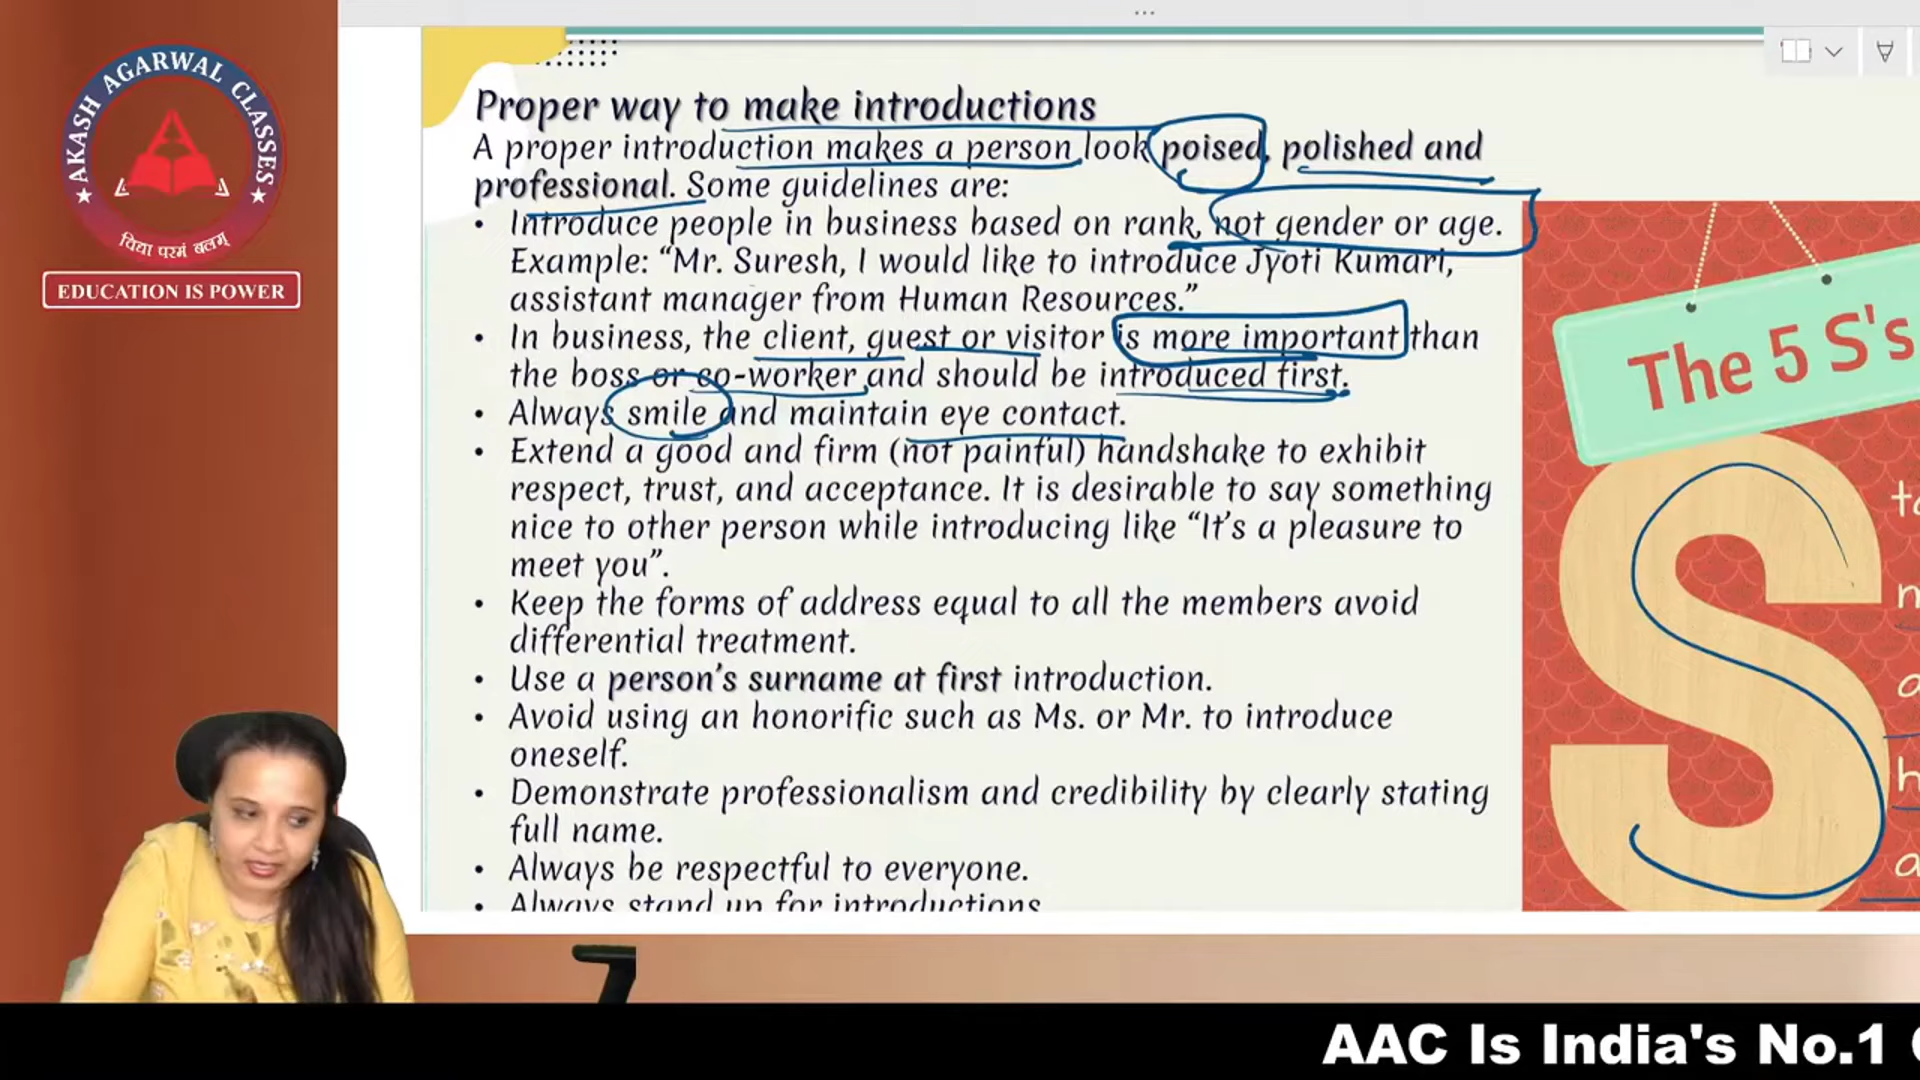 AKASH AGARWAL CLASSES
विद्या परमं बलम्
EDUCATION IS POWER
Proper way to make introductions
A proper introduction makes a person look poised, polished and
professional. Some guidelines are:
• Introduce people in business based on rank, not gender or age.
Example: “Mr. Suresh, I would like to introduce Jyoti Kumari,
assistant manager from Human Resources.”
• In business, the client, guest or visitor is more important than
the boss or co-worker and should be introduced first.
• Always smile and maintain eye contact.
• Extend a good and firm (not painful) handshake to exhibit
respect, trust, and acceptance. It is desirable to say something
nice to other person while introducing like “It’s a pleasure to
meet you”.
• Keep the forms of address equal to all the members avoid
differential treatment.
• Use a person’s surname at first introduction.
• Avoid using an honorific such as Ms. or Mr. to introduce
oneself.
• Demonstrate professionalism and credibility by clearly stating
full name.
• Always be respectful to everyone.
• Always stand up for introductions
The 5 S's
S
AAC Is India's No.1